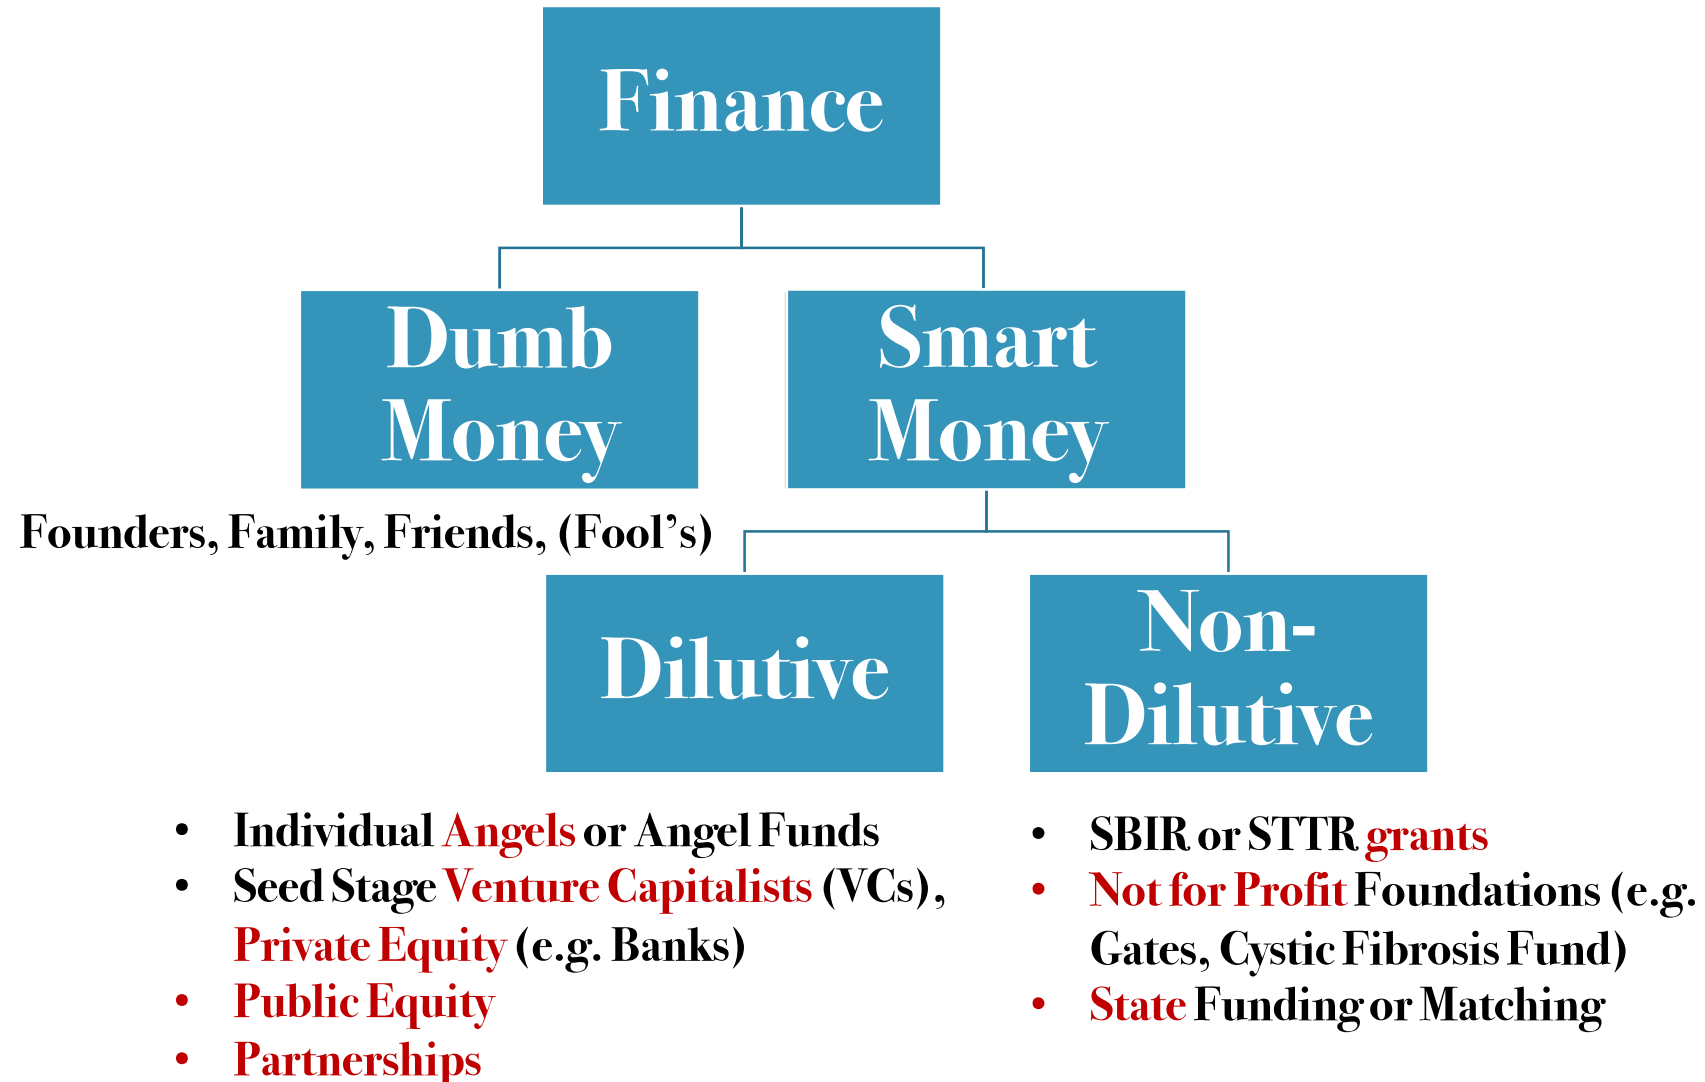 Finance
Dumb
Money
Smart
Money
Founders, Family, Friends, (Fool's)
Dilutive
Non-
Dilutive
• Individual Angels or Angel Funds
• Seed Stage Venture Capitalists (VCs),
Private Equity (e.g. Banks)
• Public Equity
• Partnerships
• SBIR or STTR grants
• Not for Profit Foundations (e.g.
Gates, Cystic Fibrosis Fund)
• State Funding or Matching